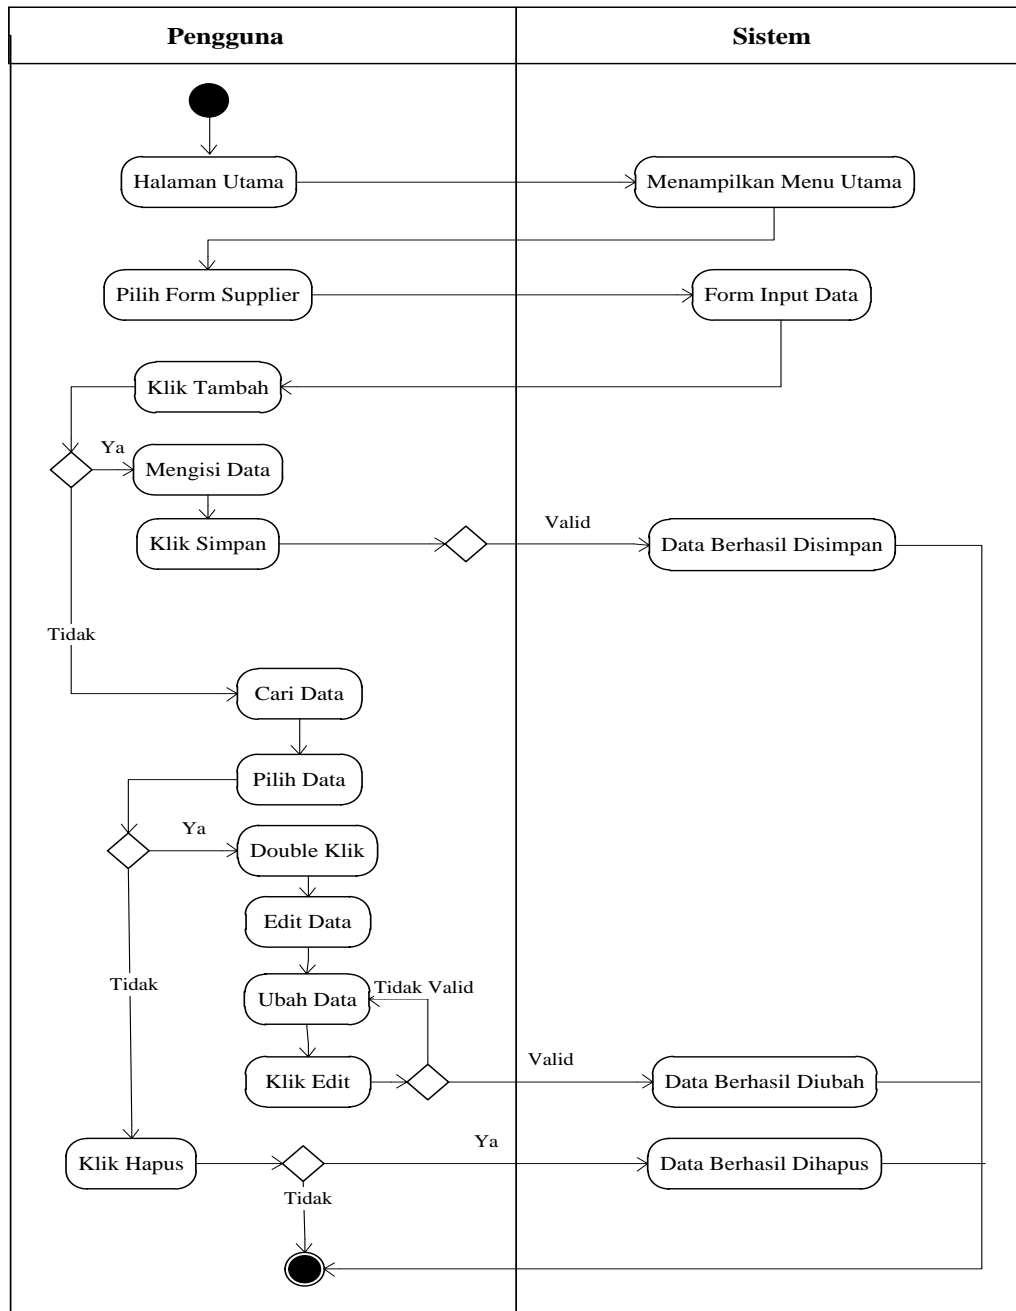 Pengguna
Sistem
Halaman Utama
Menampilkan Menu Utama
Pilih Form Supplier
Form Input Data
Klik Tambah
Ya
Mengisi Data
Klik Simpan
Valid
Data Berhasil Disimpan
Tidak
Cari Data
Pilih Data
Ya
Double Klik
Edit Data
Tidak
Ubah Data
Tidak Valid
Klik Edit
Valid
Data Berhasil Diubah
Klik Hapus
Ya
Data Berhasil Dihapus
Tidak